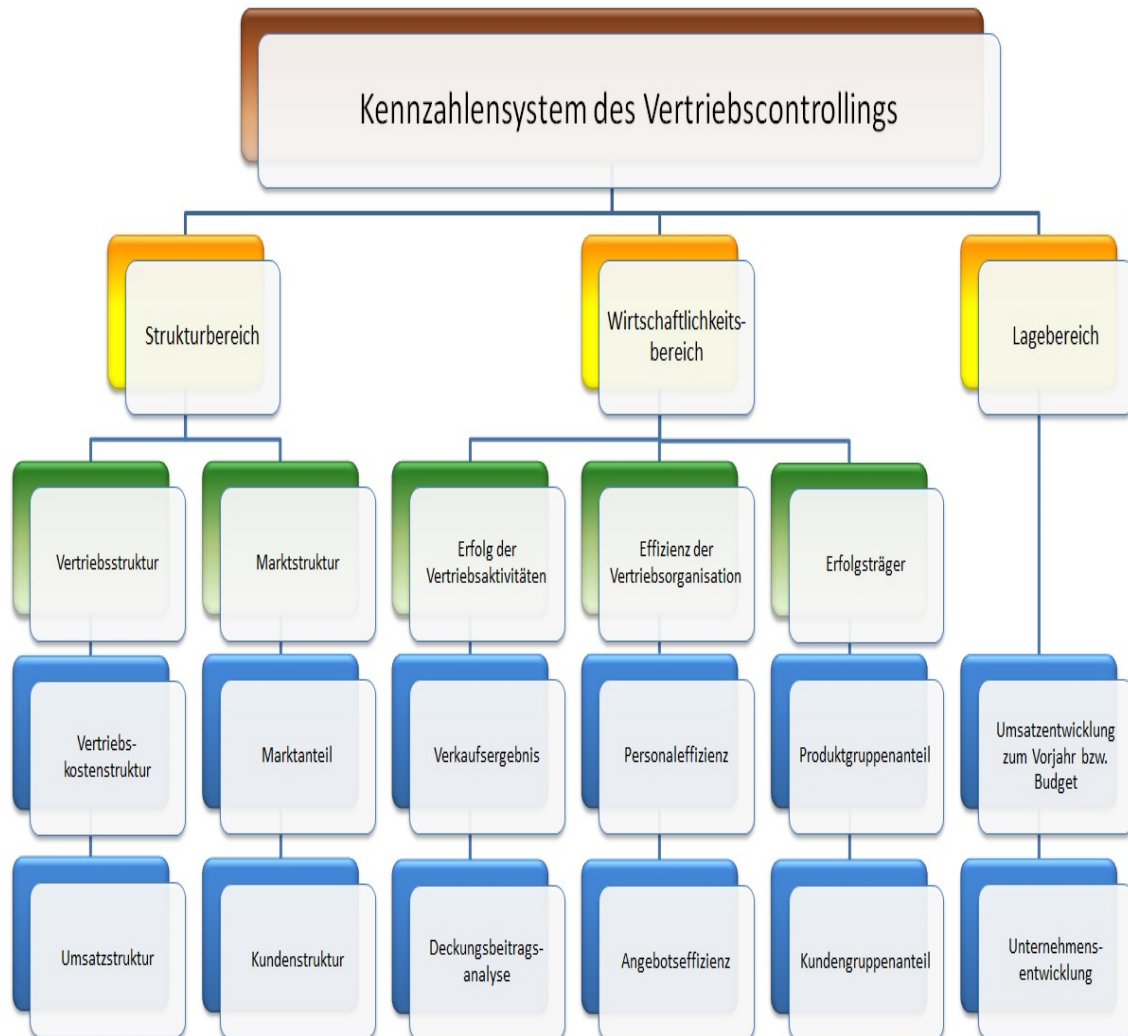 Kennzahlensystem des Vertriebscontrollings
Strukturbereich
Wirtschaftlichkeits-
bereich
Lagebereich
Vertriebsstruktur
Marktstruktur
Erfolg der
Vertriebsaktivitäten
Effizienz der
Vertriebsorganisation
Erfolgsträger
Vertriebs-
kostenstruktur
Marktanteil
Verkaufsergebnis
Personaleffizienz
Produktgruppenanteil
Umsatzentwicklung
zum Vorjahr bzw.
Budget
Umsatzstruktur
Kundenstruktur
Deckungsbeitrags-
analyse
Angebotseffizienz
Kundengruppenanteil
Unternehmens-
entwicklung